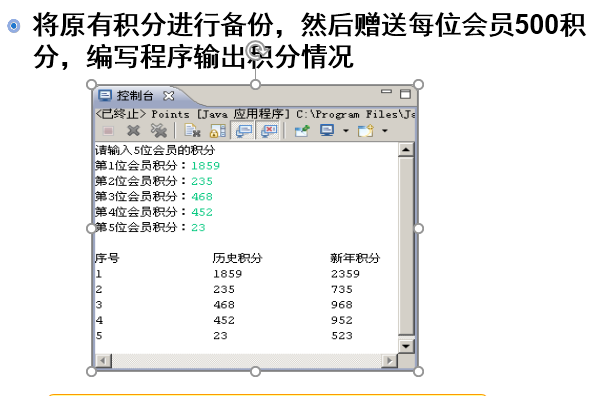 将原有积分进行备份，然后赠送每位会员500积
分，编写程序输出积分情况
控制台
<已终止> Points [Java 应用程序] C:\Program Files\Ja
请输入5位会员的积分
第1位会员积分：1859
第2位会员积分：235
第3位会员积分：468
第4位会员积分：452
第5位会员积分：23
序号 历史积分 新年积分
1 1859 2359
2 235 735
3 468 968
4 452 952
5 23 523